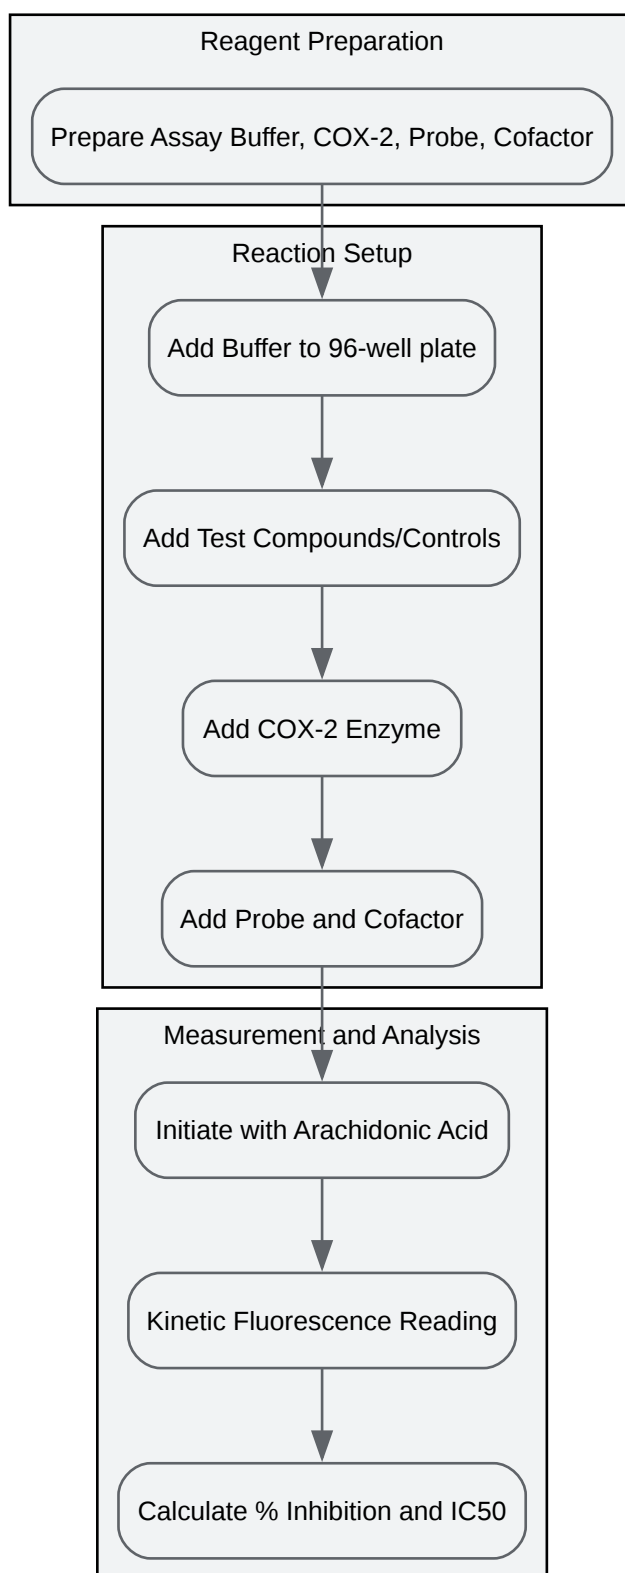 Reagent Preparation
Prepare Assay Buffer, COX-2, Probe, Cofactor
Reaction Setup
Add Buffer to 96-well plate
Add Test Compounds/Controls
Add COX-2 Enzyme
Add Probe and Cofactor
Measurement and Analysis
Initiate with Arachidonic Acid
Kinetic Fluorescence Reading
Calculate % Inhibition and IC50